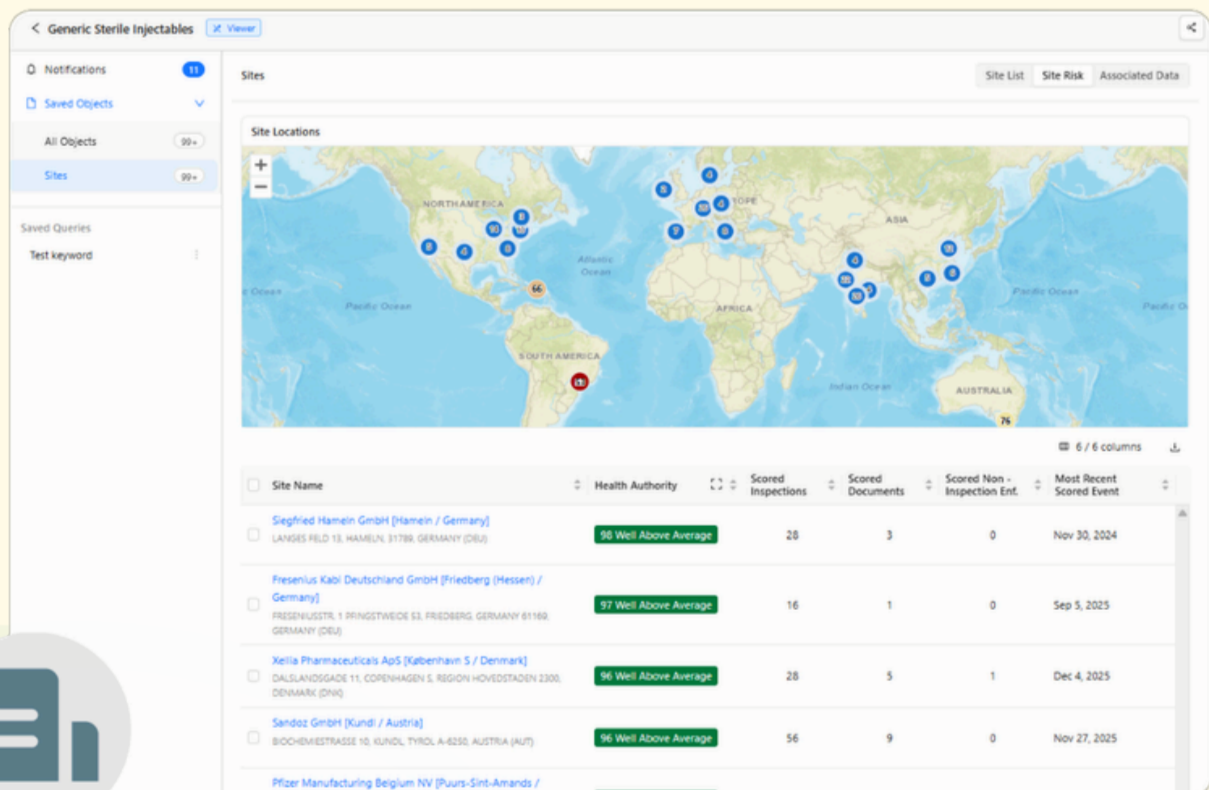 Generic Sterile Injectables
Viewer
Notifications
11
Saved Objects
All Objects
99+
Sites
99+
Saved Queries
Test keyword
Sites
Site List
Site Risk
Associated Data
Site Locations
+
−
NORTH AMERICA
ASIA
Atlantic
Ocean
Pacific Ocean
Pacific Ocean
AFRICA
SOUTH AMERICA
Indian Ocean
AUSTRALIA
66
76
6 / 6 columns
Site Name
Health Authority
Scored
Inspections
Scored
Documents
Scored Non -
Inspection Enf.
Most Recent
Scored Event
Siegfried Hameln GmbH [Hameln / Germany]
LANGES FELD 13, HAMELN, 31789, GERMANY (DEU)
98 Well Above Average
28
3
0
Nov 30, 2024
Fresenius Kabi Deutschland GmbH [Friedberg (Hessen) /
Germany]
FRESENIUSSTR. 1 PFINGSTWEIDE 53, FRIEDBERG, GERMANY 61169,
GERMANY (DEU)
97 Well Above Average
16
1
0
Sep 5, 2025
Xellia Pharmaceuticals ApS [København S / Denmark]
DALSLANDSGADE 11, COPENHAGEN S, REGION HOVEDSTADEN 2300,
DENMARK (DNK)
96 Well Above Average
28
5
1
Dec 4, 2025
Sandoz GmbH [Kundl / Austria]
BIOCHEMIESTRASSE 10, KUNDL, TYROL A-6250, AUSTRIA (AUT)
96 Well Above Average
56
9
0
Nov 27, 2025
Pfizer Manufacturing Belgium NV [Puurs-Sint-Amands /